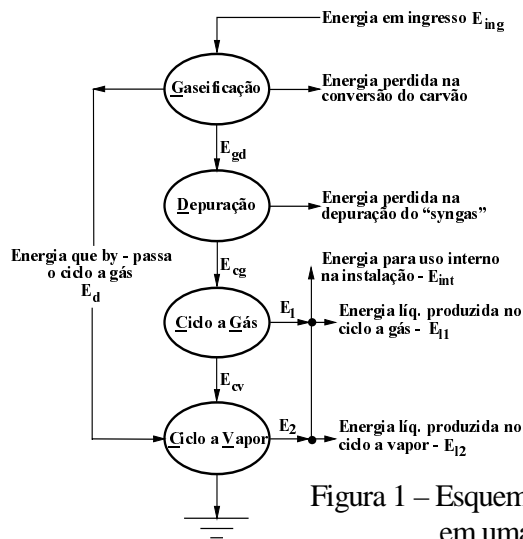 Energia em ingresso E_ing
Gaseificação
Energia perdida na
conversão do carvão
E_gd
Depuração
Energia perdida na
depuração do “syngas”
Energia que by - passa
o ciclo a gás
E_d
E_cg
Energia para uso interno
na instalação - E_int
Ciclo a Gás
E_1
Energia líq. produzida no
ciclo a gás - E_l1
E_cv
Ciclo a Vapor
E_2
Energia líq. produzida no
ciclo a vapor - E_l2
Figura 1 – Esquem
em uma